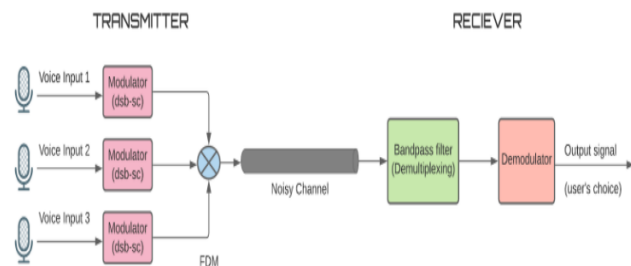 TRANSMITTER
RECIEVER
Voice Input 1
Modulator
(dsb-sc)
Voice Input 2
Modulator
(dsb-sc)
Voice Input 3
Modulator
(dsb-sc)
FDM
Noisy Channel
Bandpass filter
(Demultiplexing)
Demodulator
Output signal
(user's choice)